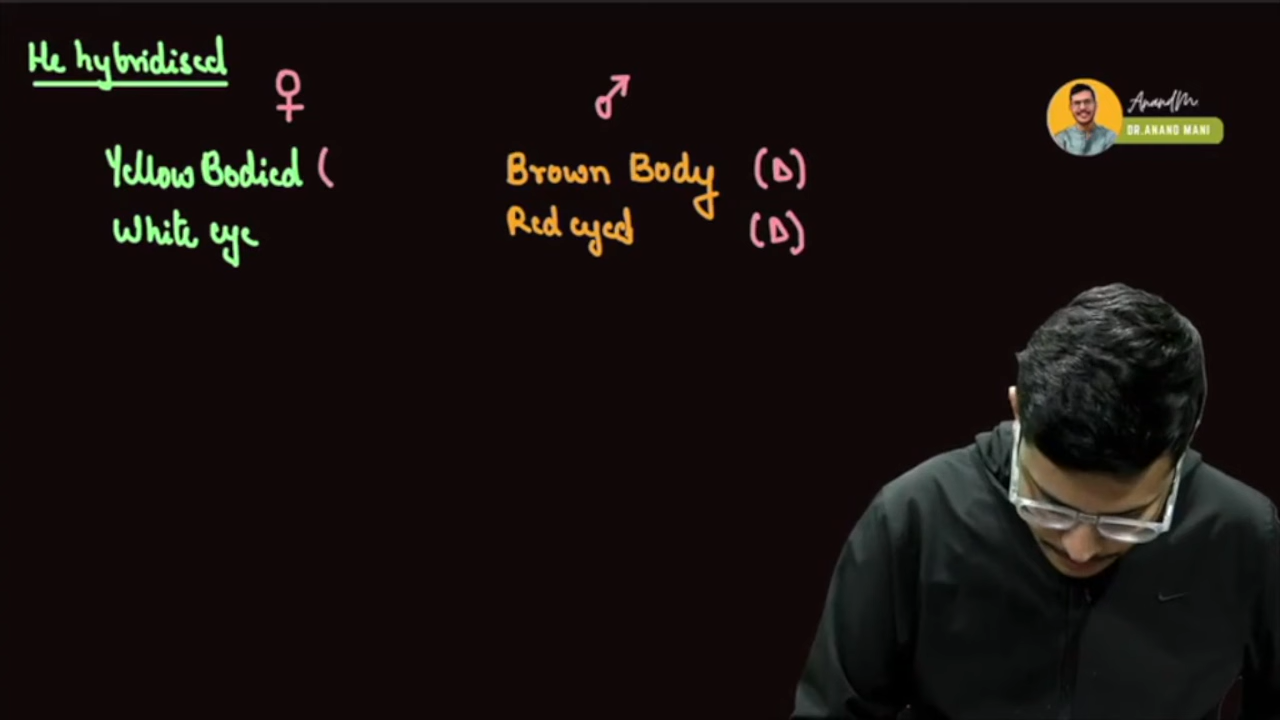 He hybridised
♀ ♂
Yellow Bodied ( Brown Body (D)
White eye Red eyed (D)
AnandM.
DR.ANAND MANI